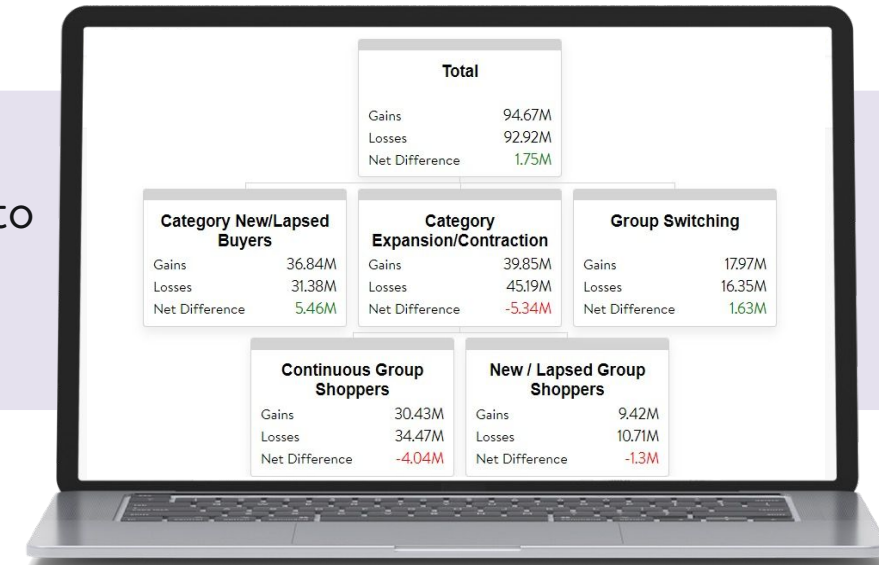 to
Total
Gains 94.67M
Losses 92.92M
Net Difference 1.75M
Category New/Lapsed
Buyers
Gains 36.84M
Losses 31.38M
Net Difference 5.46M
Category
Expansion/Contraction
Gains 39.85M
Losses 45.19M
Net Difference -5.34M
Group Switching
Gains 17.97M
Losses 16.35M
Net Difference 1.63M
Continuous Group
Shoppers
Gains 30.43M
Losses 34.47M
Net Difference -4.04M
New / Lapsed Group
Shoppers
Gains 9.42M
Losses 10.71M
Net Difference -1.3M